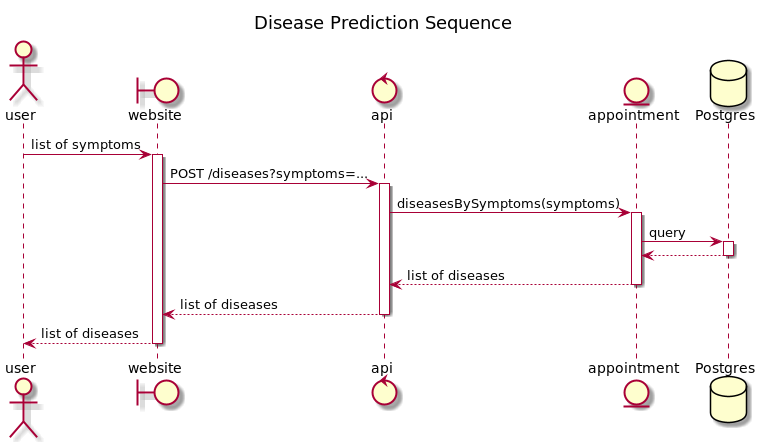 Disease Prediction Sequence
user website api appointment Postgres
list of symptoms
POST /diseases?symptoms=...
diseasesBySymptoms(symptoms)
query
list of diseases
list of diseases
list of diseases
user website api appointment Postgres